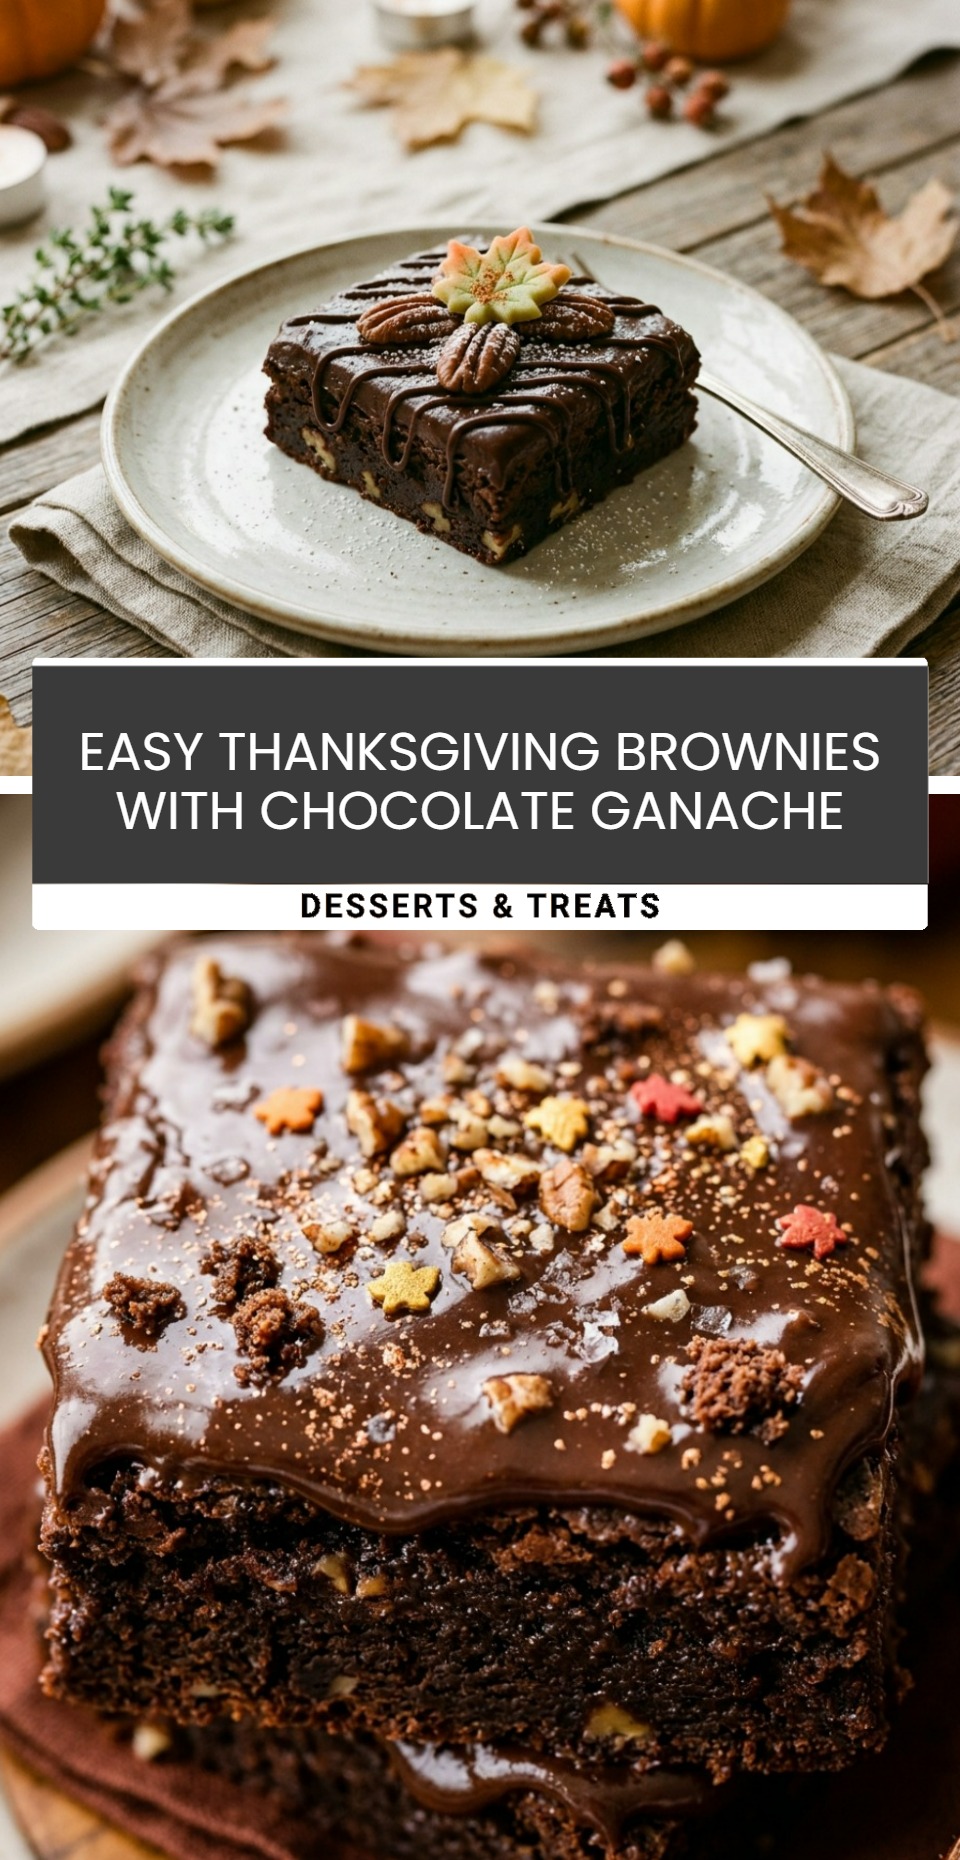 EASY THANKSGIVING BROWNIES
WITH CHOCOLATE GANACHE
DESSERTS & TREATS